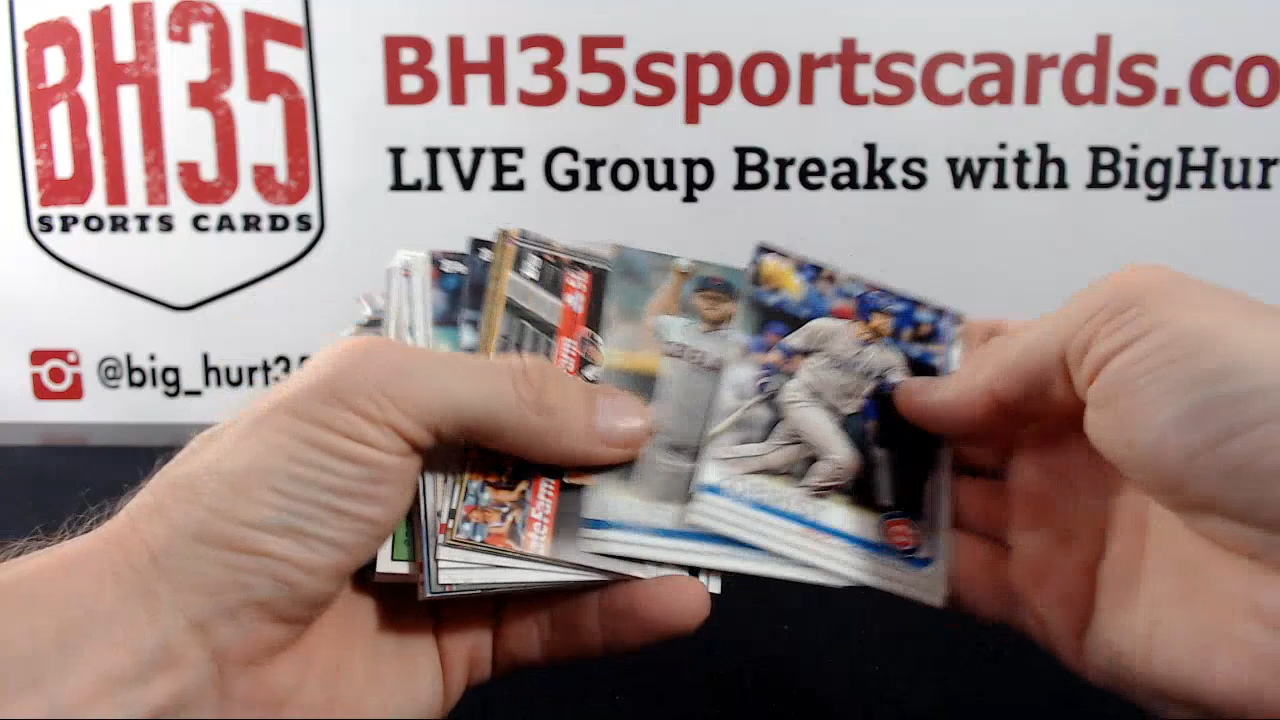 BH35
SPORTS CARDS
BH35sportscards.co
LIVE Group Breaks with BigHur
@big_hurt3